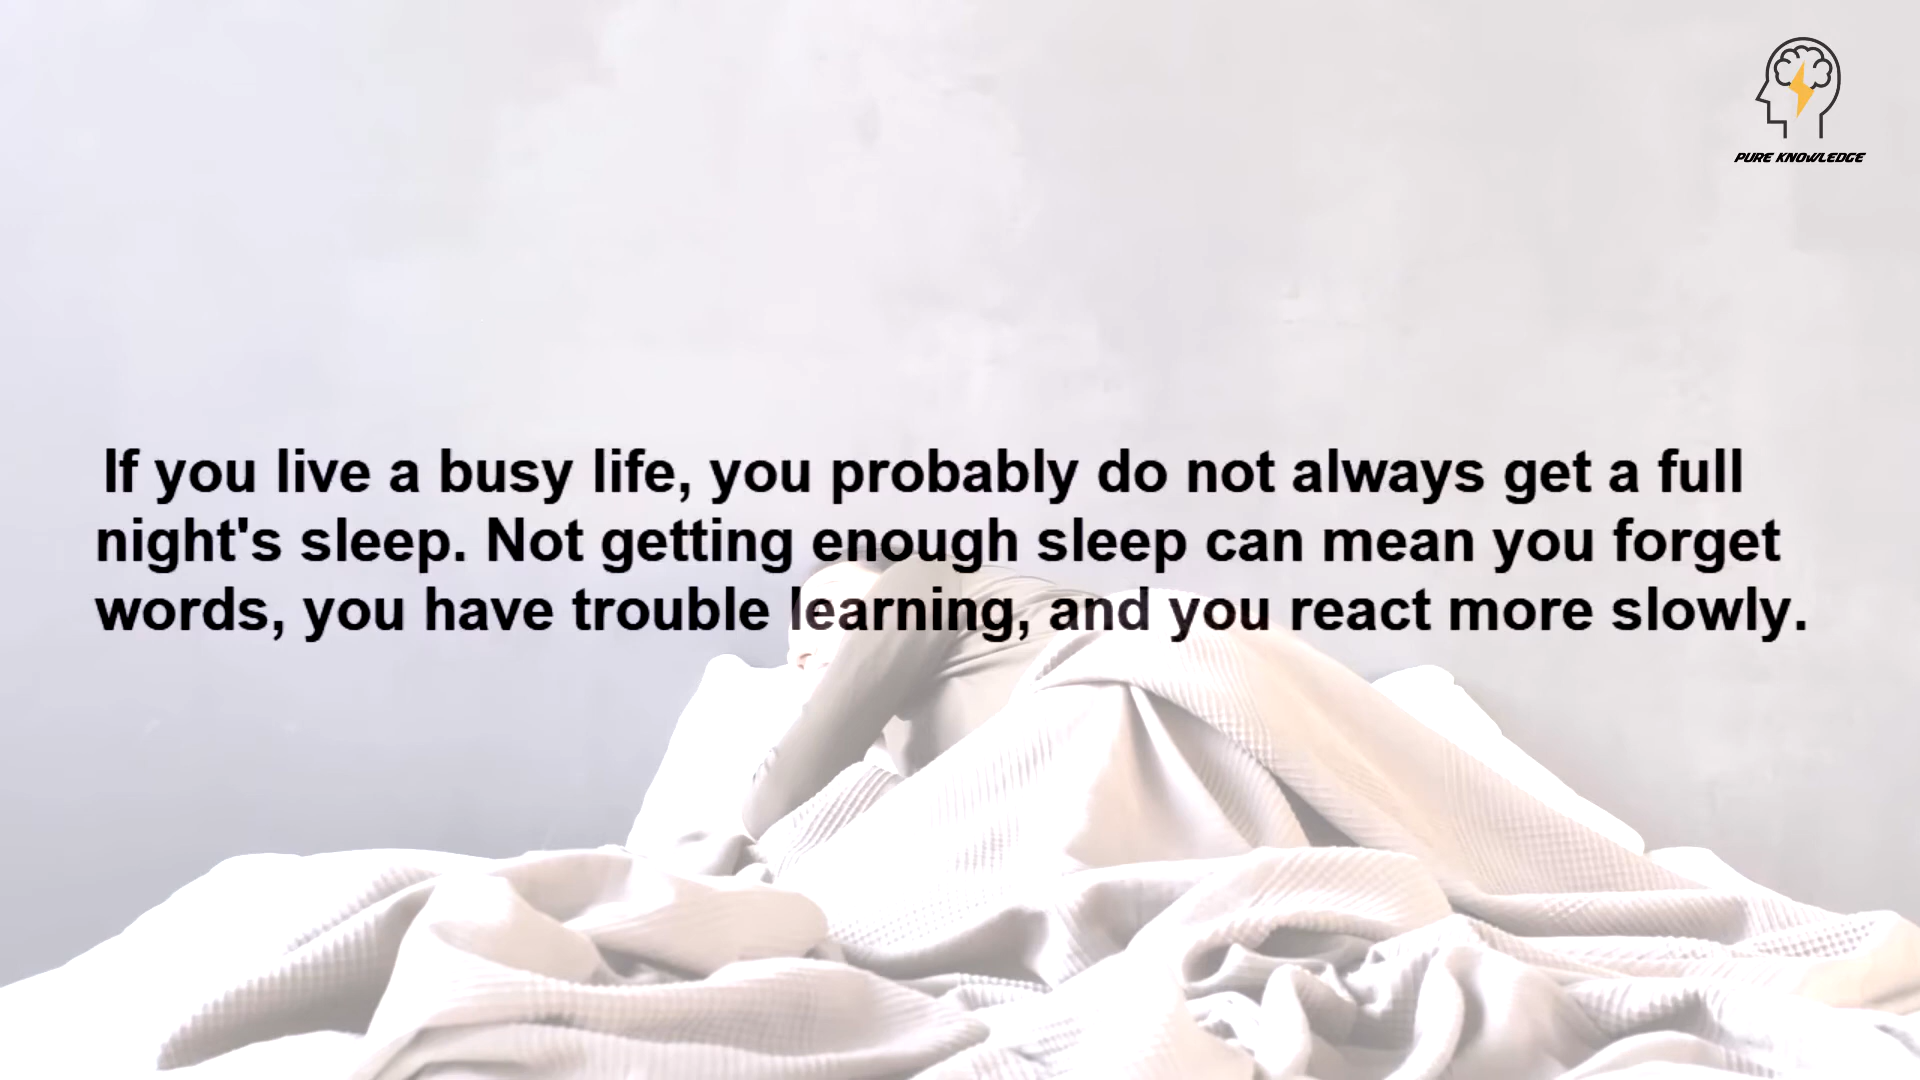 PURE KNOWLEDGE
If you live a busy life, you probably do not always get a full
night's sleep. Not getting enough sleep can mean you forget
words, you have trouble learning, and you react more slowly.